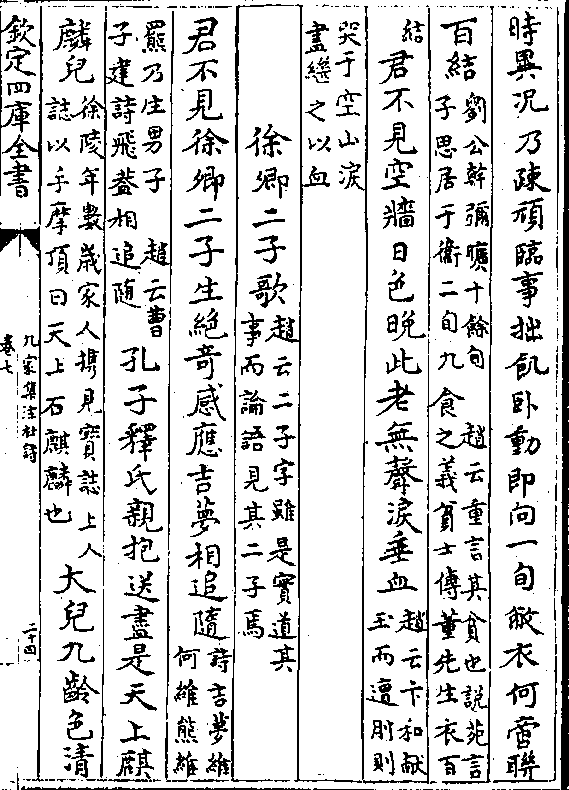 時異況乃疎頑臨事拙飢卧動即向一旬敝衣何啻聯
百結劉公幹彌曠十餘旬 趙云重言其貧也說苑言
子思居于衛二旬九食之義貧士傳董先生衣百
結 君不見空牆日色晚此老無聲淚垂血趙云卞和献
玉而遭刖則
哭于空山淚
盡繼之以血
徐卿二子歌趙云二子字雖是實道其
事而論語見其二子焉
君不見徐卿二子生絶奇感應吉夢相追隨詩吉夢維
何維熊維
羆乃生男子 趙云曹
子建詩飛葢相追隨 孔子釋氏親抱送盡是天上麒
麟兒徐陵年數嵗家人攜見寳誌上人
誌以手摩頂曰天上石麒麟也 大兒九齡色清
欽定四庫全書
九家集注杜詩
卷七
二十四